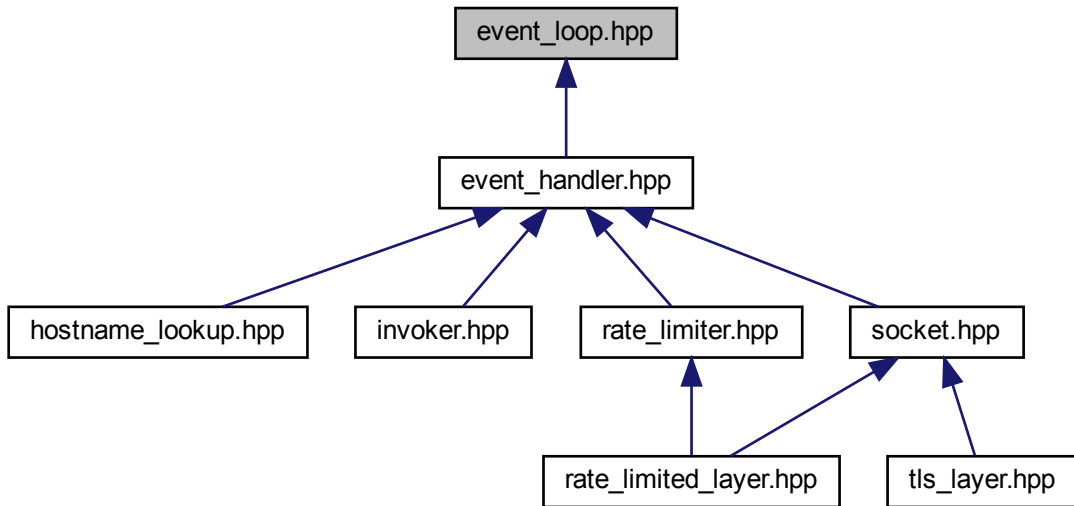 event_loop.hpp
event_handler.hpp
hostname_lookup.hpp
invoker.hpp
rate_limiter.hpp
socket.hpp
rate_limited_layer.hpp
tls_layer.hpp